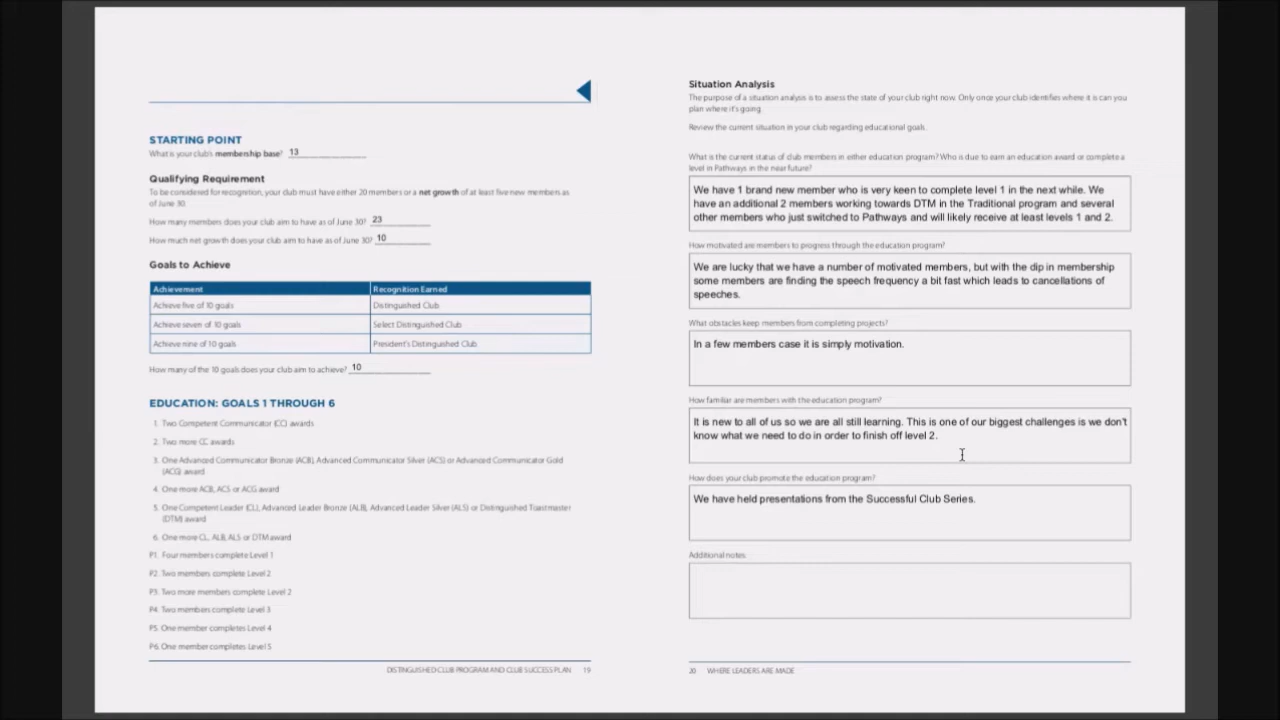 STARTING POINT
What is your club's membership base? 13
Qualifying Requirement
To be considered for recognition, your club must have either 20 members or a net growth of at least five new members as
of June 30.
How many members does your club aim to have as of June 30? 23
How much net growth does your club aim to have as of June 30? 10
Goals to Achieve
Achievement Recognition Earned
Achieve five of 10 goals Distinguished Club
Achieve seven of 10 goals Select Distinguished Club
Achieve nine of 10 goals President's Distinguished Club
How many of the 10 goals does your club aim to achieve? 10
EDUCATION: GOALS 1 THROUGH 6
1. Two Competent Communicator (CC) awards
2. Two more CC awards
3. One Advanced Communicator Bronze (ACB), Advanced Communicator Silver (ACS) or Advanced Communicator Gold
(ACG) award
4. One more ACB, ACS or ACG award
5. One Competent Leader (CL), Advanced Leader Bronze (ALB), Advanced Leader Silver (ALS) or Distinguished Toastmaster
(DTM) award
6. One more CL, ALB, ALS or DTM award
P1. Four members complete Level 1
P2. Two members complete Level 2
P3. Two more members complete Level 2
P4. Two members complete Level 3
P5. One member completes Level 4
P6. One member completes Level 5
DISTINGUISHED CLUB PROGRAM AND CLUB SUCCESS PLAN 19
Situation Analysis
The purpose of a situation analysis is to assess the state of your club right now. Only once your club identifies where it is can you
plan where it's going.
Review the current situation in your club regarding educational goals.
What is the current status of club members in either education program? Who is due to earn an education award or complete a
level in Pathways in the near future?
We have 1 brand new member who is very keen to complete level 1 in the next while. We
have an additional 2 members working towards DTM in the Traditional program and several
other members who just switched to Pathways and will likely receive at least levels 1 and 2.
How motivated are members to progress through the education program?
We are lucky that we have a number of motivated members, but with the dip in membership
some members are finding the speech frequency a bit fast which leads to cancellations of
speeches.
What obstacles keep members from completing projects?
In a few members case it is simply motivation.
How familiar are members with the education program?
It is new to all of us so we are all still learning. This is one of our biggest challenges is we don't
know what we need to do in order to finish off level 2.
How does your club promote the education program?
We have held presentations from the Successful Club Series.
Additional notes:
20 WHERE LEADERS ARE MADE